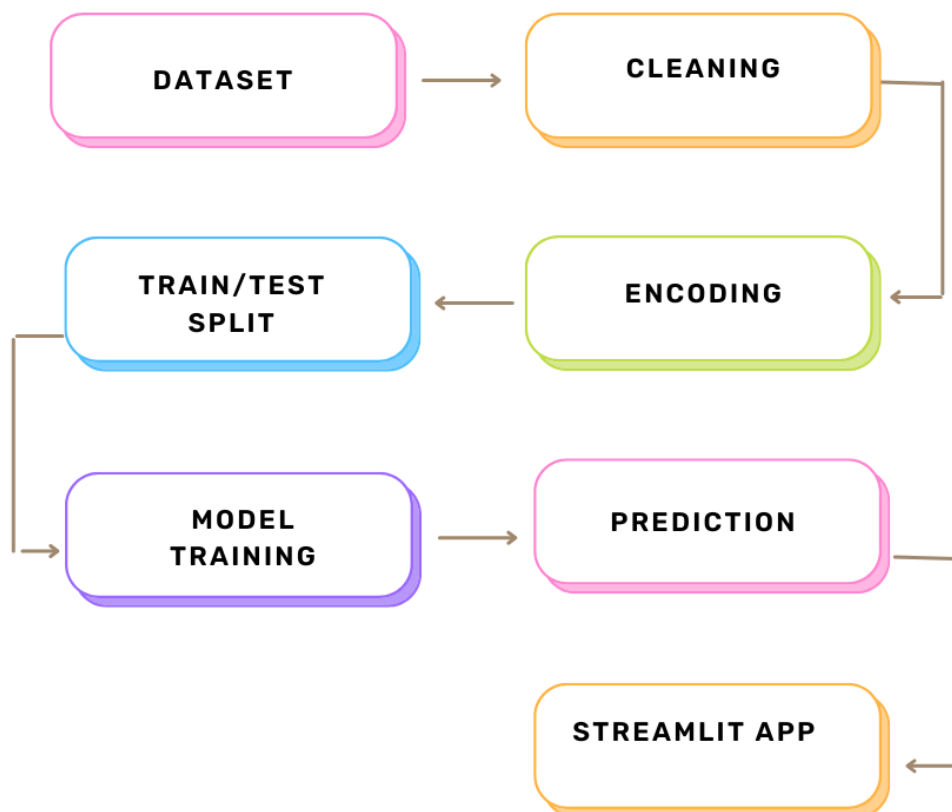 DATASET
CLEANING
TRAIN/TEST
SPLIT
ENCODING
MODEL
TRAINING
PREDICTION
STREAMLIT APP